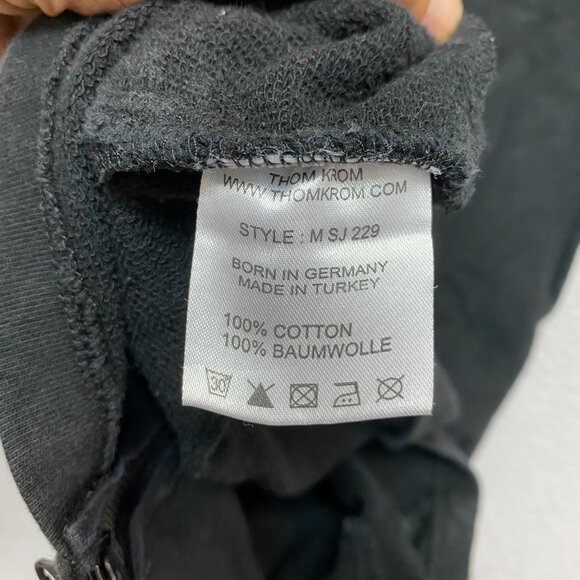 THOM KROM
WWW.THOMKROM.COM
STYLE : M SJ 229
BORN IN GERMANY
MADE IN TURKEY
100% COTTON
100% BAUMWOLLE
30